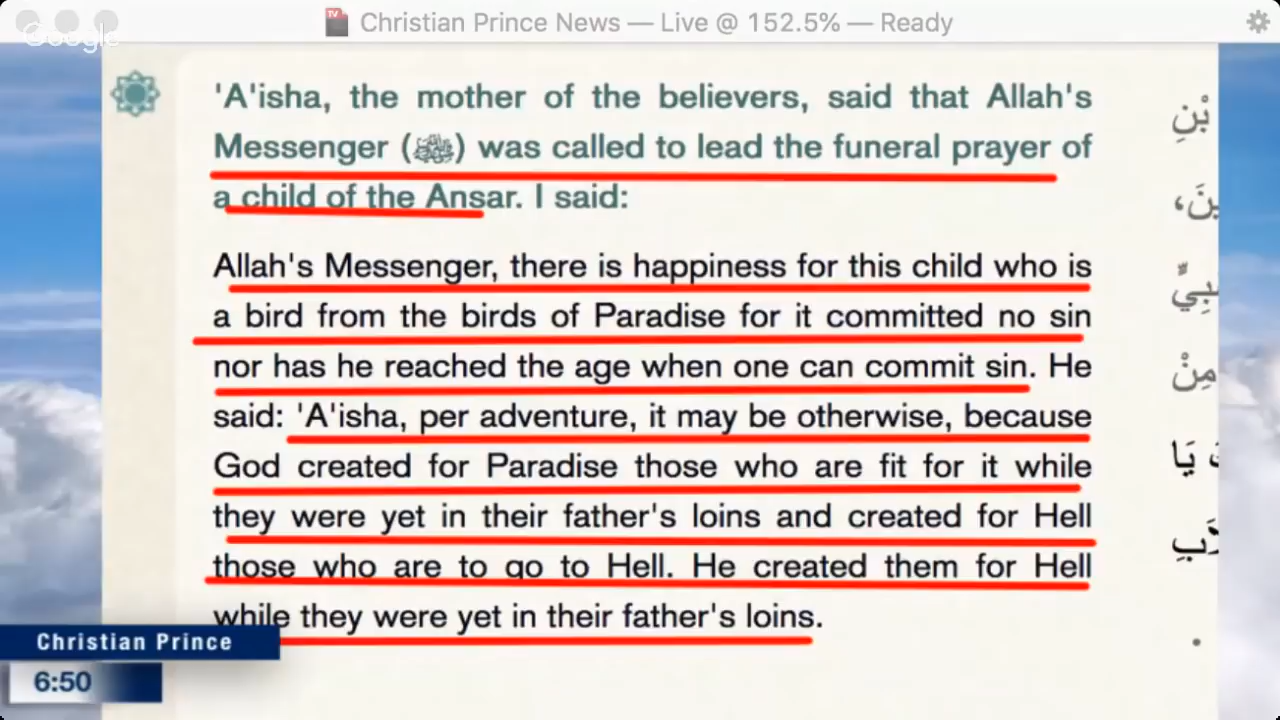 Christian Prince News — Live @ 152.5% — Ready
Google
'A'isha, the mother of the believers, said that Allah's
Messenger (ﷺ) was called to lead the funeral prayer of
a child of the Ansar. I said:
Allah's Messenger, there is happiness for this child who is
a bird from the birds of Paradise for it committed no sin
nor has he reached the age when one can commit sin. He
said: 'A'isha, per adventure, it may be otherwise, because
God created for Paradise those who are fit for it while
they were yet in their father's loins and created for Hell
those who are to go to Hell. He created them for Hell
while they were yet in their father's loins.
بْنِ
مِنْ
يَا
Christian Prince
6:50